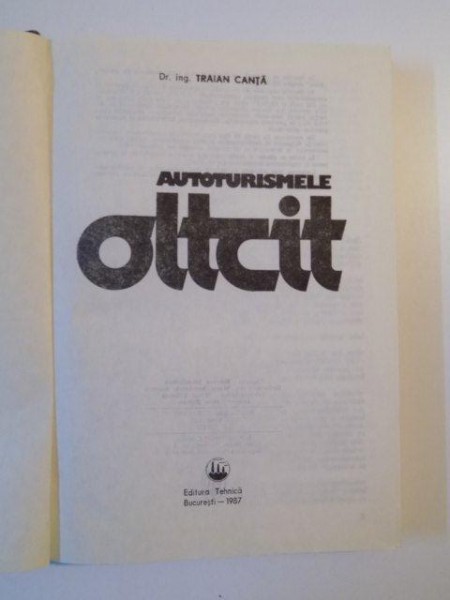 Dr. ing. TRAIAN CANȚĂ
AUTOTURISMELE
oltcit
Editura Tehnică
București — 1987